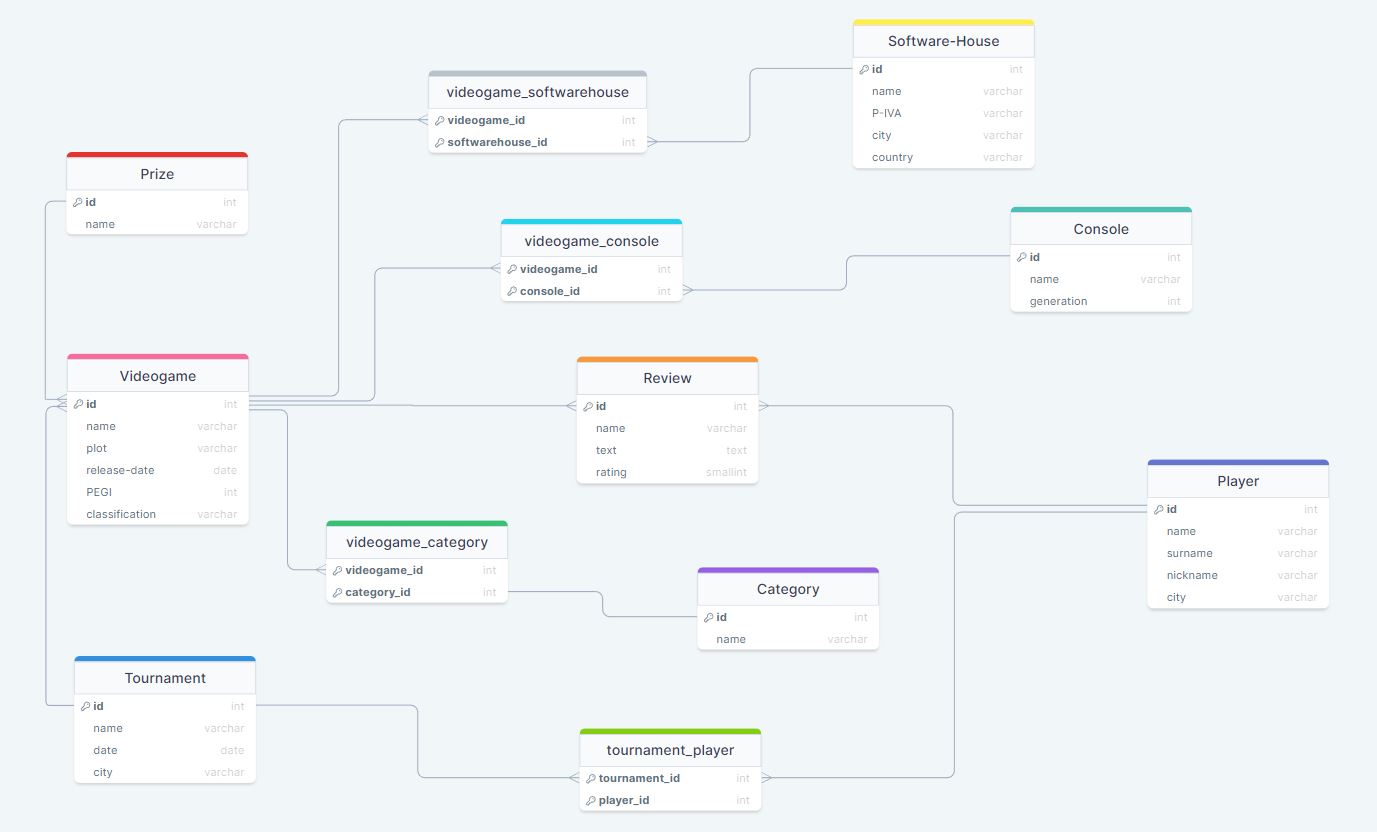 Software-House
id int
name varchar
P-IVA varchar
city varchar
country varchar
videogame_softwarehouse
videogame_id int
softwarehouse_id int
Prize
id int
name varchar
videogame_console
videogame_id int
console_id int
Console
id int
name varchar
generation int
Videogame
id int
name varchar
plot varchar
release-date date
PEGI int
classification varchar
Review
id int
name varchar
text text
rating smallint
Player
id int
name varchar
surname varchar
nickname varchar
city varchar
videogame_category
videogame_id int
category_id int
Category
id int
name varchar
Tournament
id int
name varchar
date date
city varchar
tournament_player
tournament_id int
player_id int